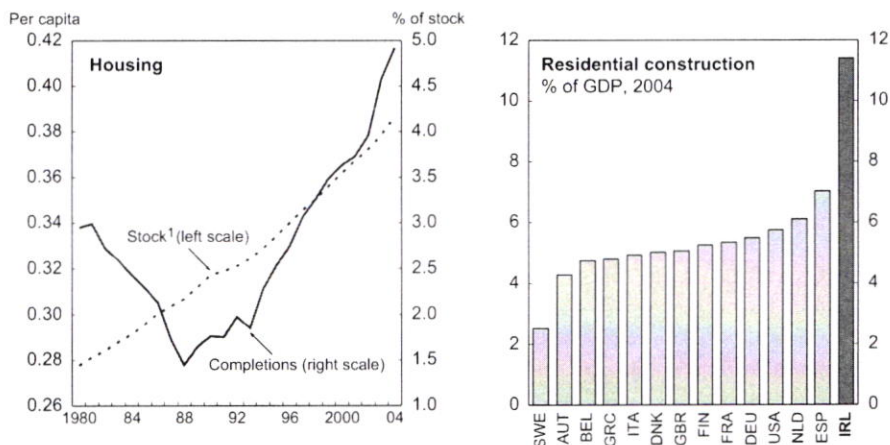 Per capita
% of stock
0.42
0.40
0.38
0.36
0.34
0.32
0.30
0.28
0.26
Housing
Stock¹ (left scale)
Completions (right scale)
5.0
4.5
4.0
3.5
3.0
2.5
2.0
1.5
1.0
1980 84 88 92 96 2000 04
12
10
8
6
4
2
0
Residential construction
% of GDP, 2004
12
10
8
6
4
2
0
SWE
AUT
BEL
GRC
ITA
DNK
GBR
FIN
FRA
DEU
USA
NLD
ESP
IRL